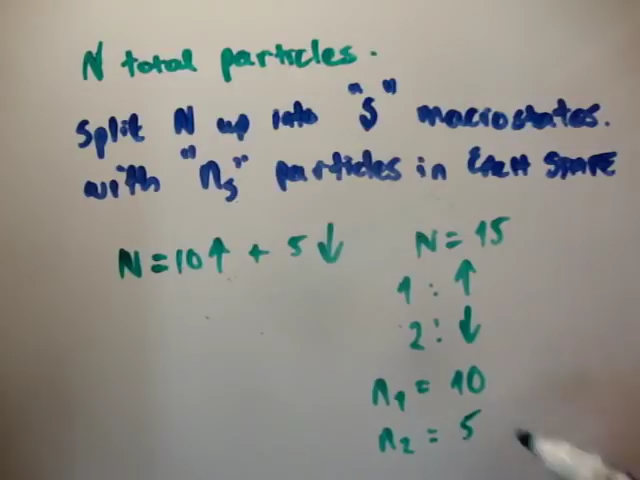 N total particles.
Split N up into "S" macrostates.
with "ns" particles in EACH STATE
N = 10↑ + 5↓
N = 15
1 : ↑
2 : ↓
n1 = 10
n2 = 5